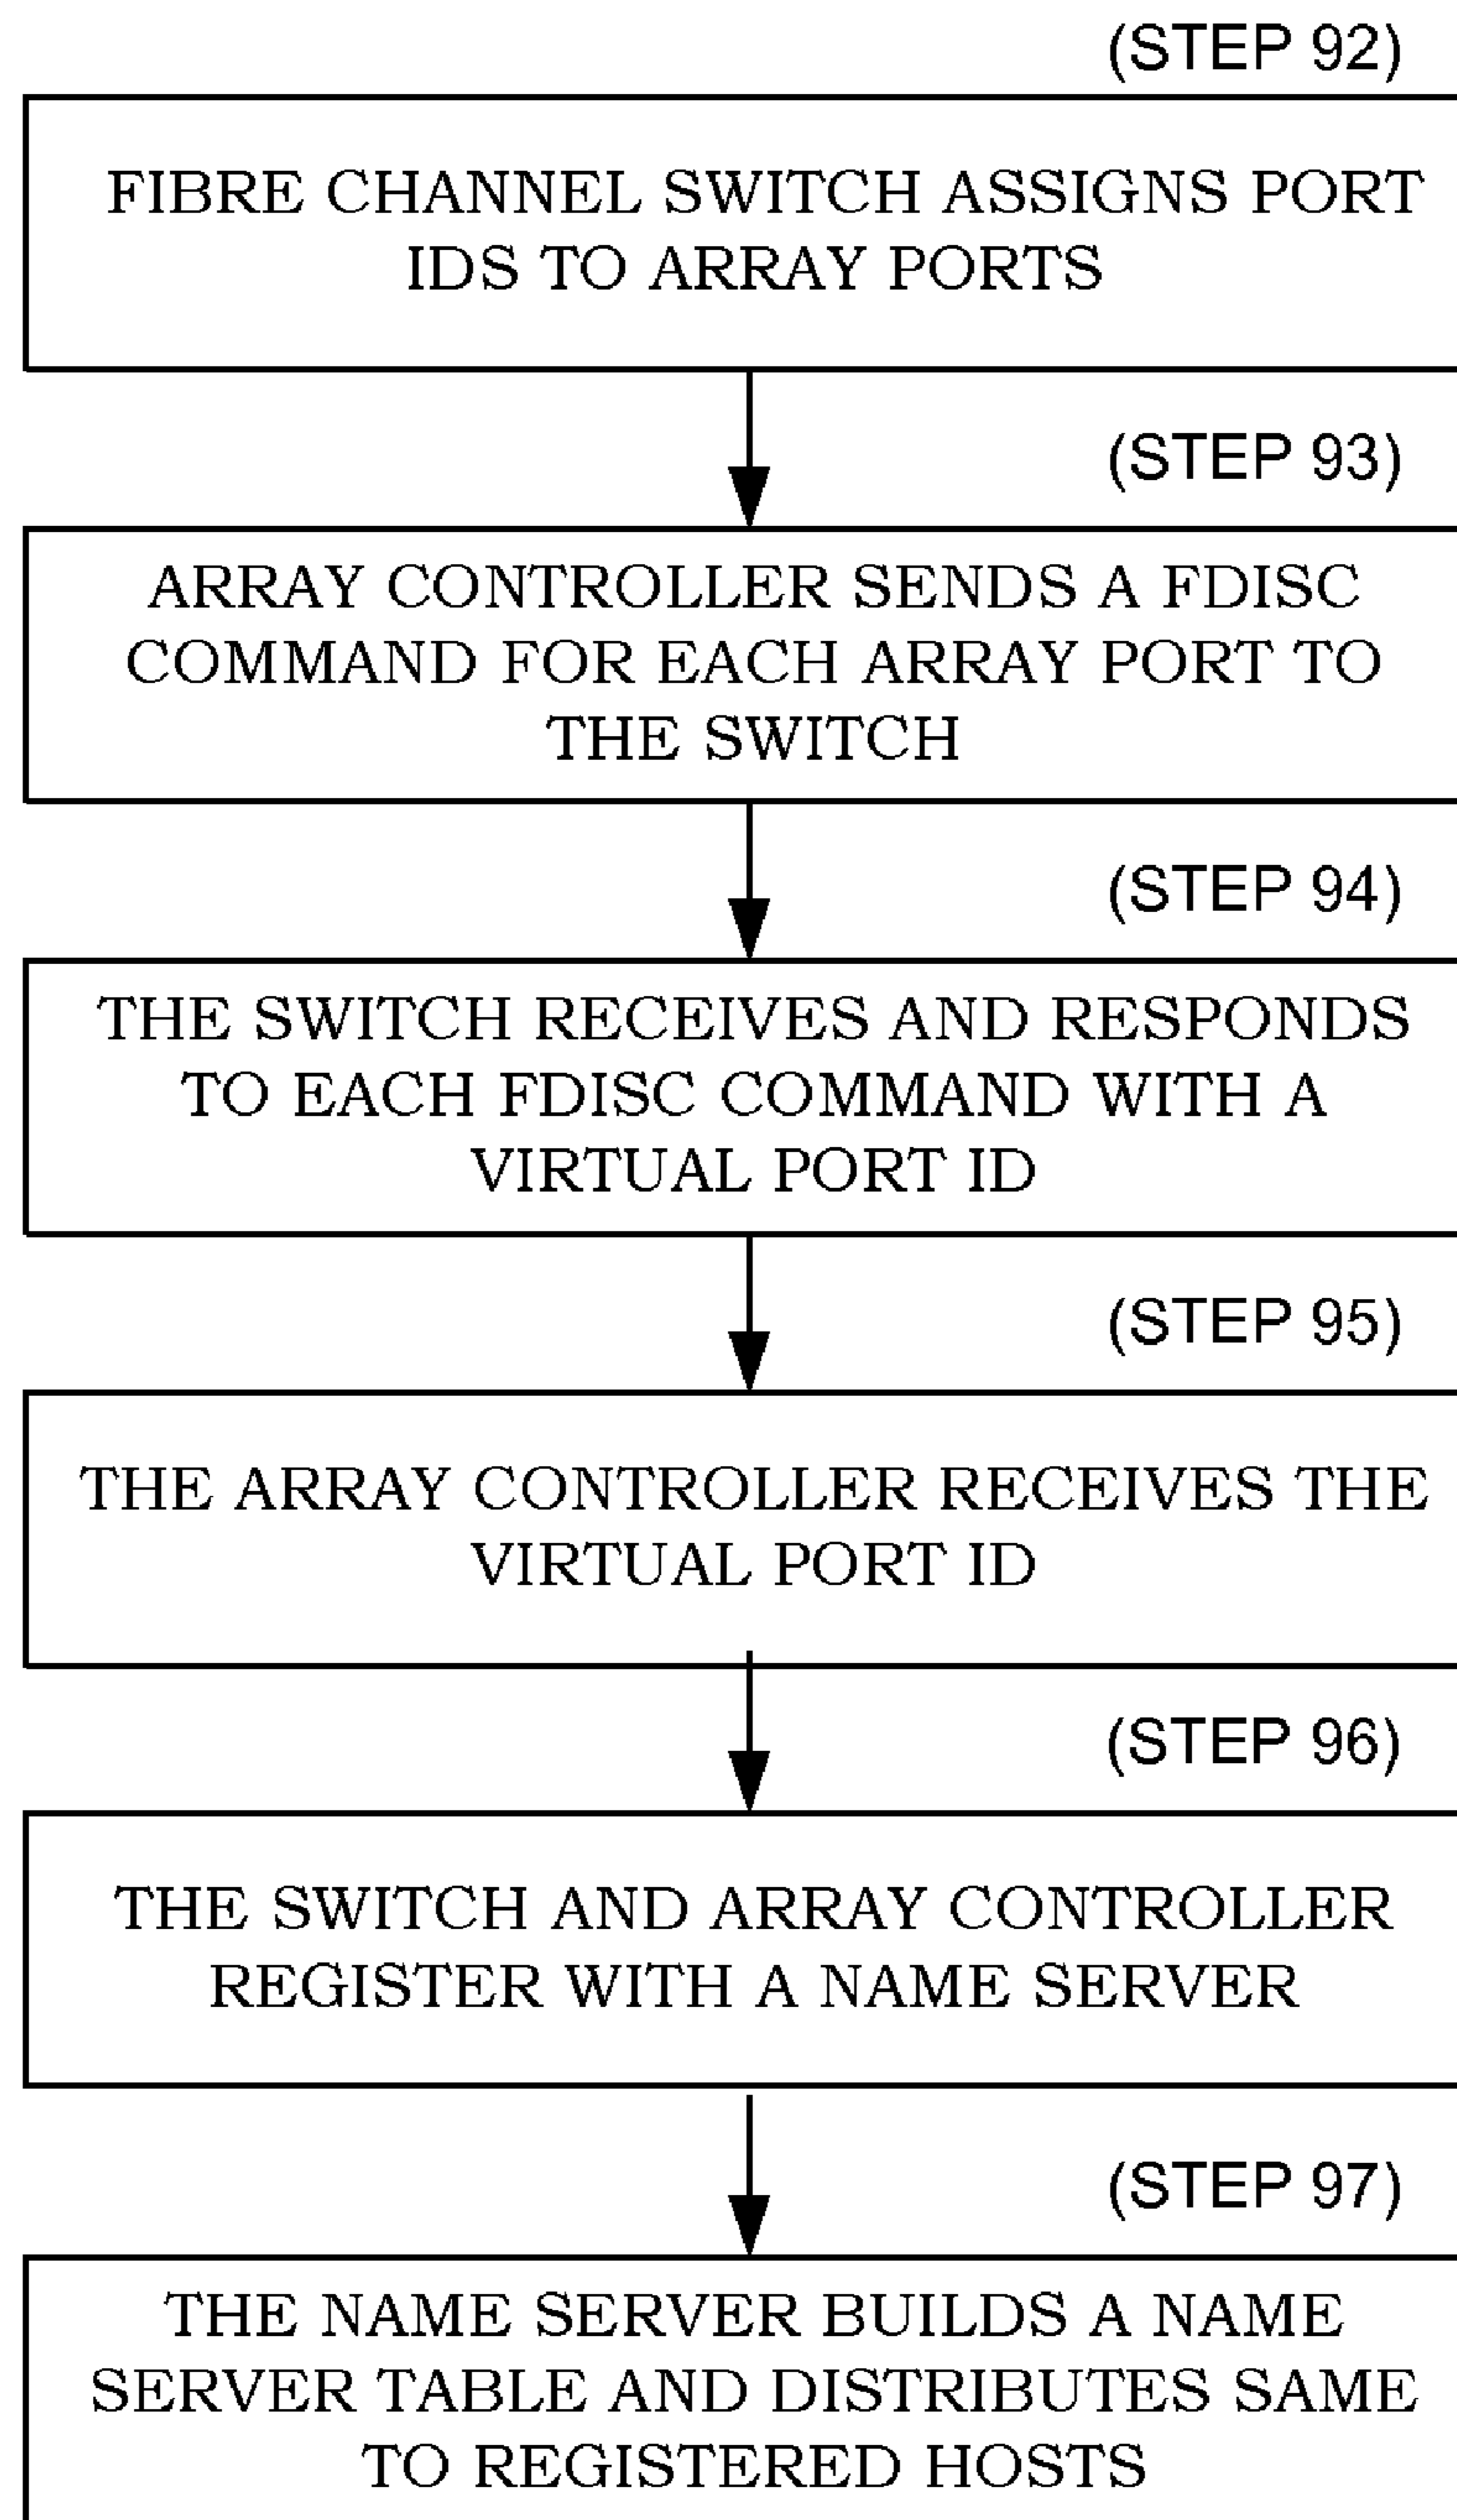 (STEP 92)
FIBRE CHANNEL SWITCH ASSIGNS PORT
IDS TO ARRAY PORTS
(STEP 93)
ARRAY CONTROLLER SENDS A FDISC
COMMAND FOR EACH ARRAY PORT TO
THE SWITCH
(STEP 94)
THE SWITCH RECEIVES AND RESPONDS
TO EACH FDISC COMMAND WITH A
VIRTUAL PORT ID
(STEP 95)
THE ARRAY CONTROLLER RECEIVES THE
VIRTUAL PORT ID
(STEP 96)
THE SWITCH AND ARRAY CONTROLLER
REGISTER WITH A NAME SERVER
(STEP 97)
THE NAME SERVER BUILDS A NAME
SERVER TABLE AND DISTRIBUTES SAME
TO REGISTERED HOSTS